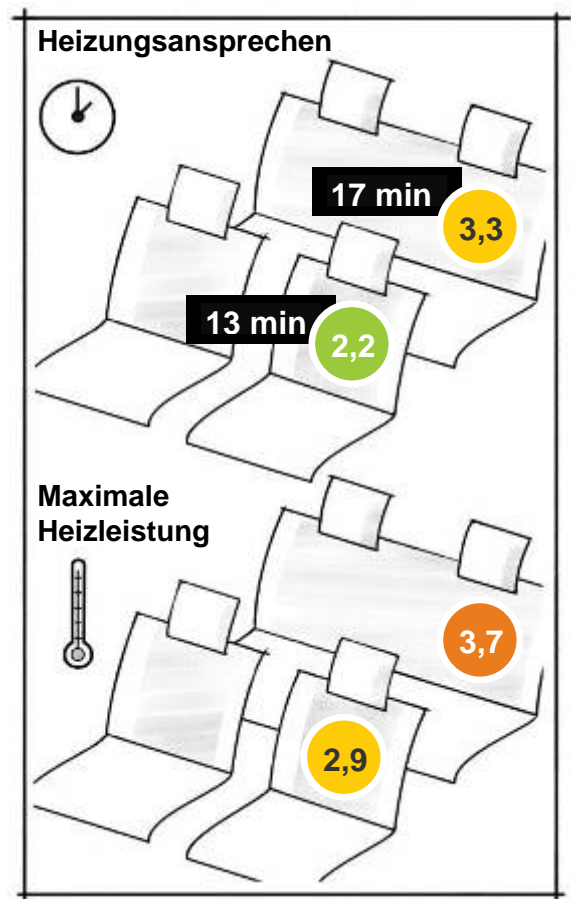 Heizungsansprechen
17 min
3,3
13 min
2,2
Maximale
Heizleistung
3,7
2,9